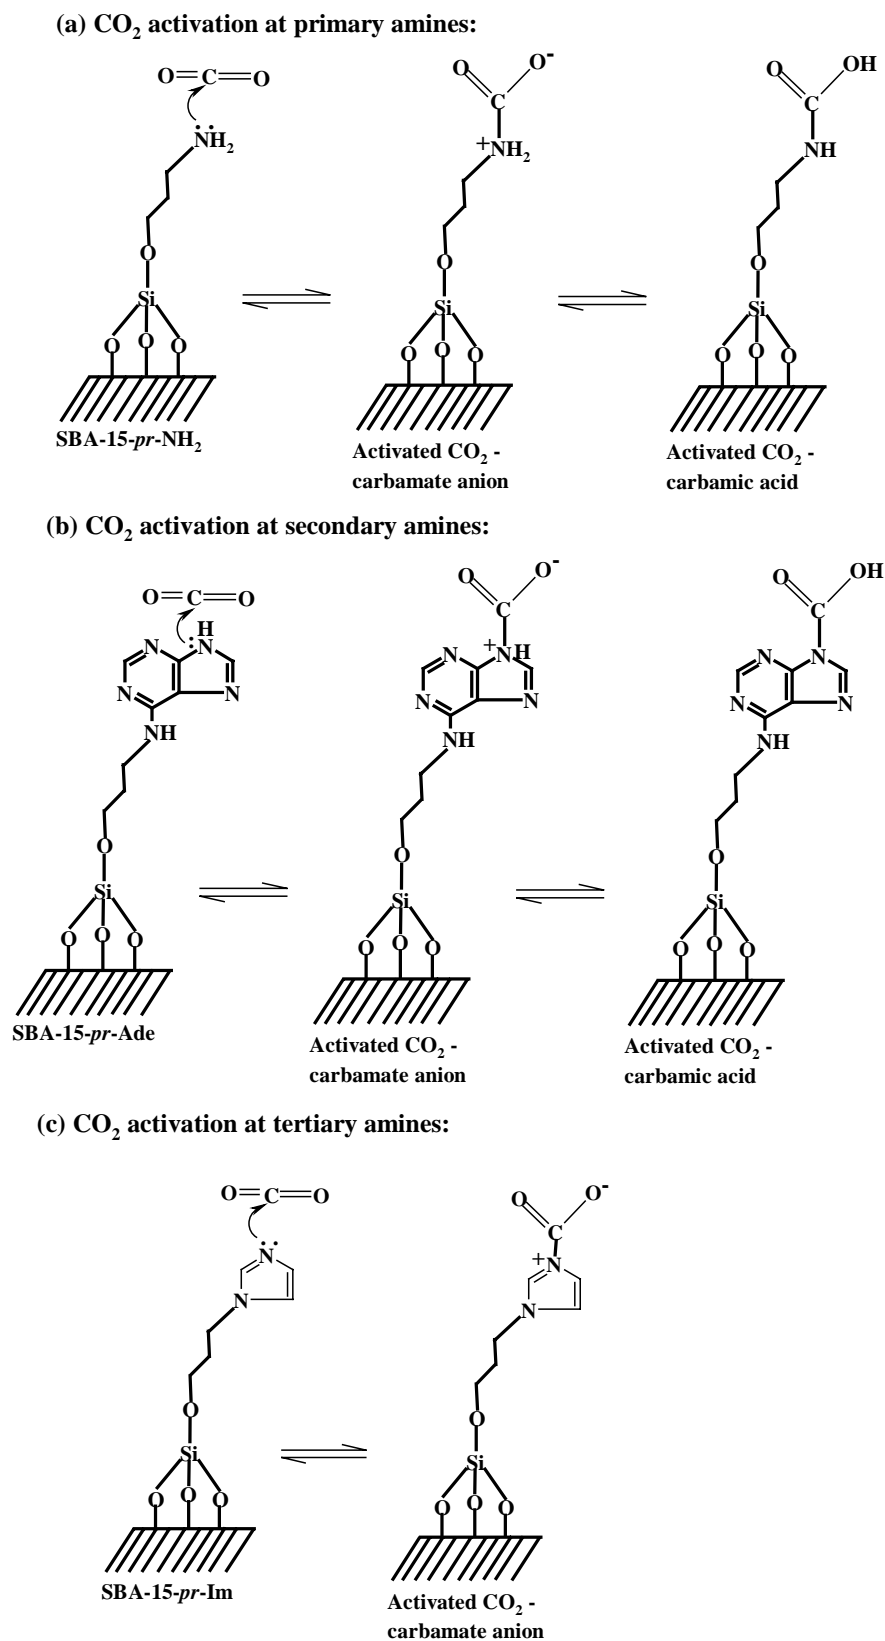 (a) CO2 activation at primary amines:
O=C=O
NH2
O
Si
O O O
SBA-15-pr-NH2
O O-
C
+NH2
O
Si
O O O
Activated CO2 -
carbamate anion
O OH
C
NH
O
Si
O O O
Activated CO2 -
carbamic acid
(b) CO2 activation at secondary amines:
O=C=O
H
N N
N N
NH
O
Si
O O O
SBA-15-pr-Ade
O O-
C
N +NH
N N
NH
O
Si
O O O
Activated CO2 -
carbamate anion
O OH
C
N N
N N
NH
O
Si
O O O
Activated CO2 -
carbamic acid
(c) CO2 activation at tertiary amines:
O=C=O
N
N
O
Si
O O O
SBA-15-pr-Im
O O-
C
+N
N
O
Si
O O O
Activated CO2 -
carbamate anion